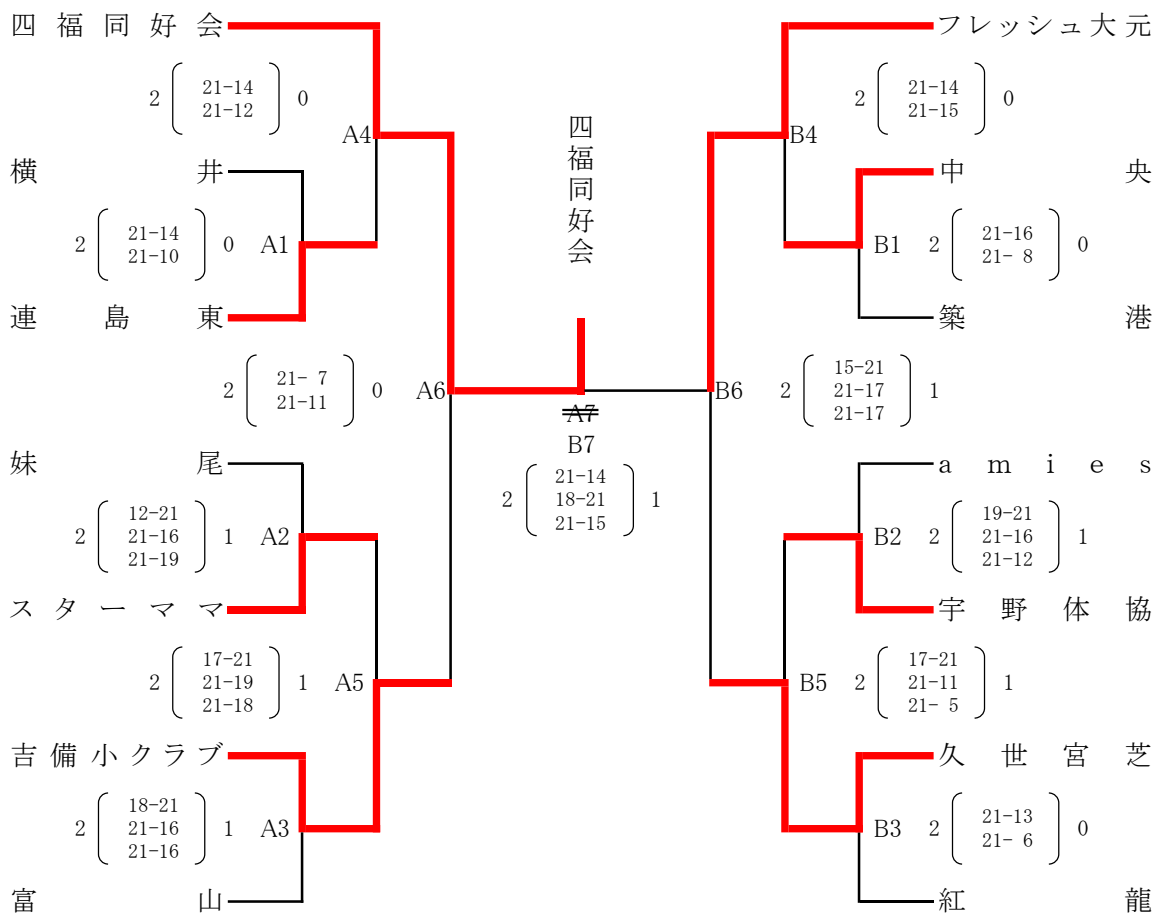 四福同好会
フレッシュ大元
2 21-14 0
21-12
2 21-14 0
21-15
A4
四福同好会
B4
横井
中央
2 21-14 0 A1
21-10
B1 2 21-16 0
21- 8
連島東
築港
2 21- 7 0 A6
21-11
B6 2 15-21 1
21-17
21-17
A7
B7
2 21-14 1
18-21
21-15
妹尾
amies
2 12-21 1 A2
21-16
21-19
B2 2 19-21 1
21-16
21-12
スターママ
宇野体協
2 17-21 1 A5
21-19
21-18
B5 2 17-21 1
21-11
21- 5
吉備小クラブ
久世宮芝
2 18-21 1 A3
21-16
21-16
B3 2 21-13 0
21- 6
富山
紅龍